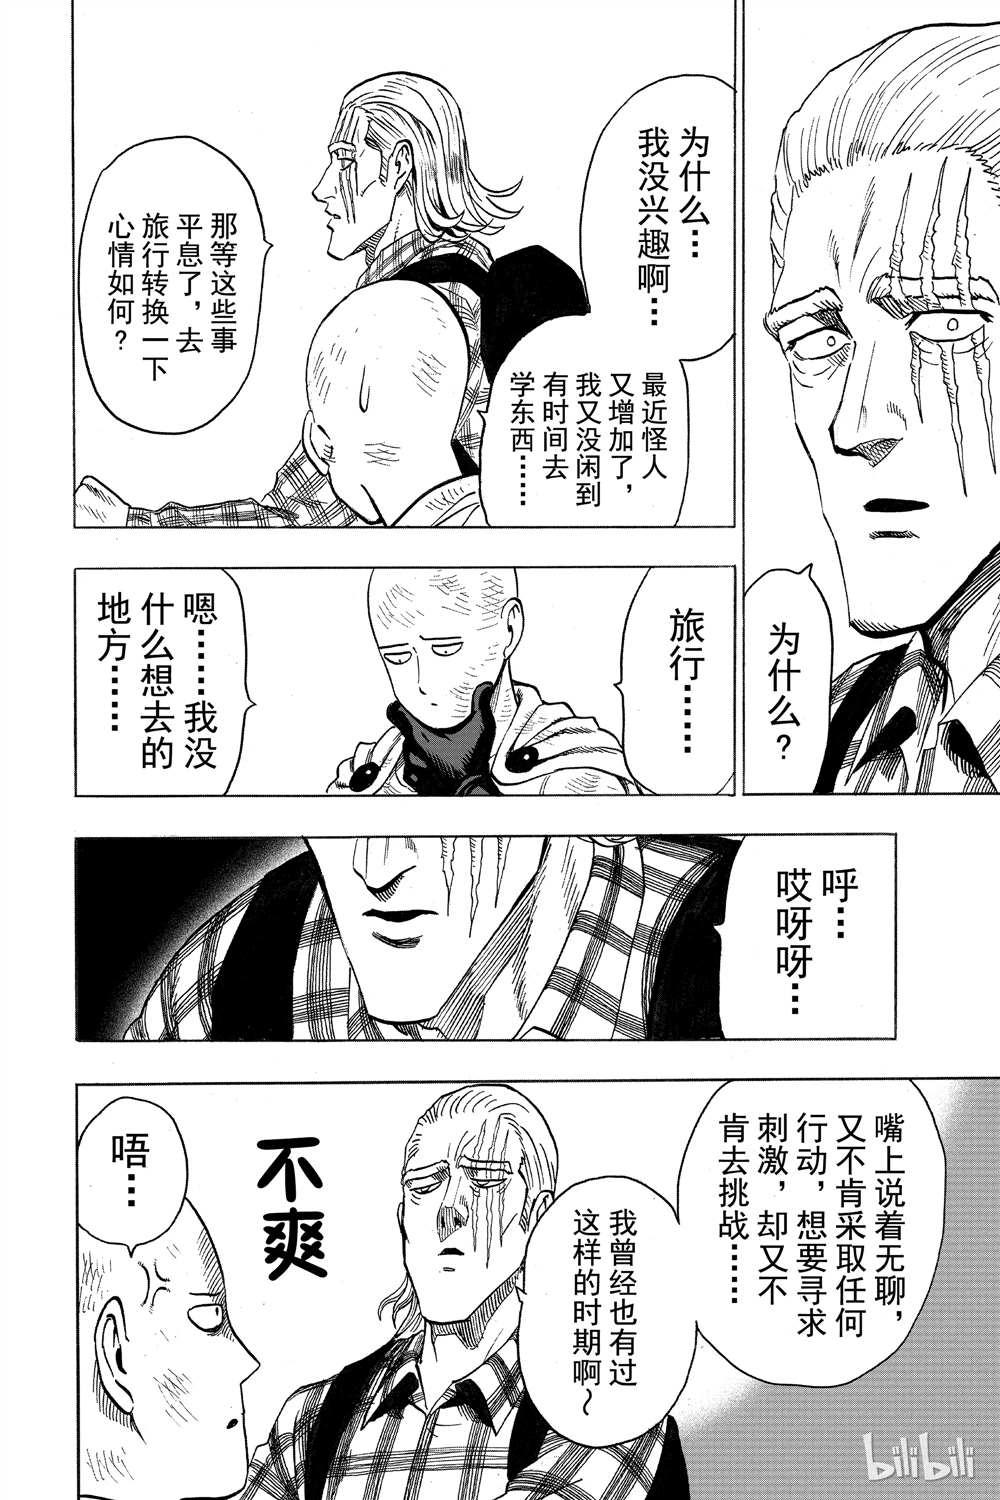 为什么？
为什么…
我没兴趣啊…
最近怪人
又增加了，
我又没闲到
有时间去
学东西……
那等这些事
平息了，去
旅行转换一下
心情如何？
旅行……
嗯……我没
什么想去的
地方……
呼…
哎呀呀…
嘴上说着无聊，
又不肯采取任何
行动，想要寻求
刺激，却又不
肯去挑战……
我曾经也有过
这样的时期啊～
不爽
唔…
bilibili